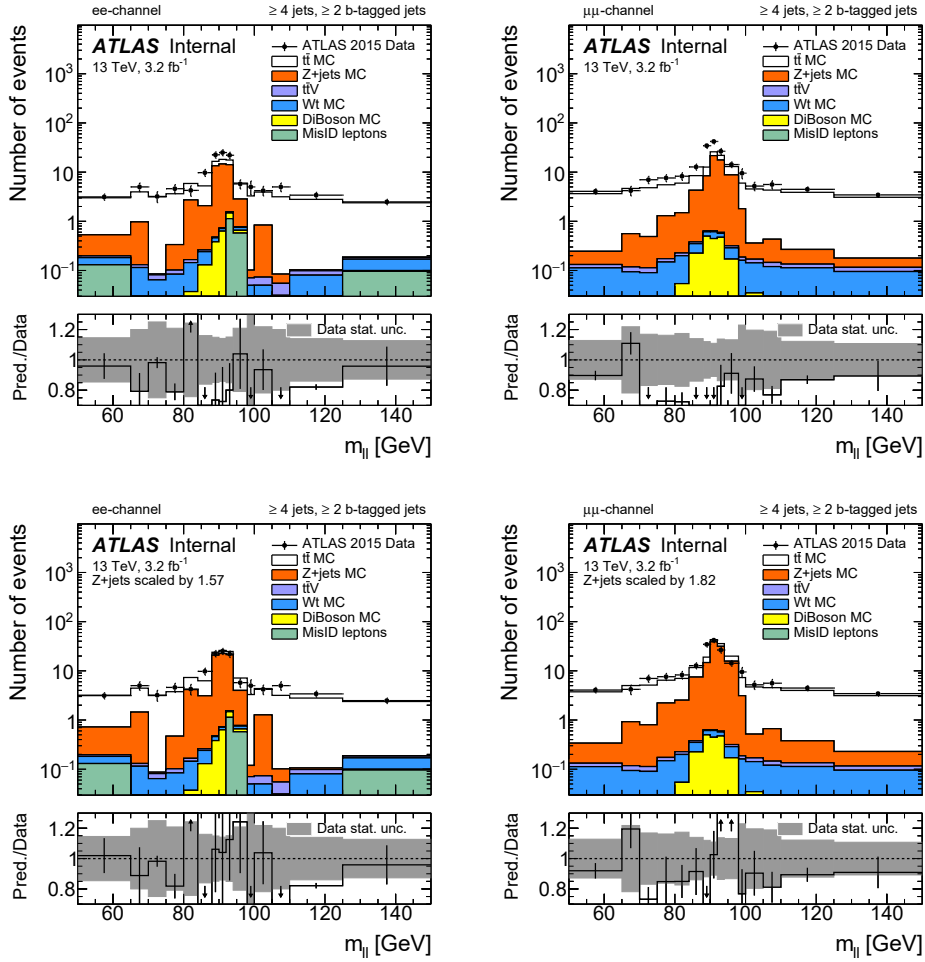 ee-channel ≥ 4 jets, ≥ 2 b-tagged jets
Number of events
ATLAS Internal
13 TeV, 3.2 fb⁻¹
ATLAS 2015 Data
tt̄ MC
Z+jets MC
tt̄V
Wt MC
DiBoson MC
MisID leptons
10³
10²
10
1
10⁻¹
Pred./Data
1.2
1
0.8
Data stat. unc.
60 80 100 120 140
m_ll [GeV]
μμ-channel ≥ 4 jets, ≥ 2 b-tagged jets
Number of events
ATLAS Internal
13 TeV, 3.2 fb⁻¹
ATLAS 2015 Data
tt̄ MC
Z+jets MC
tt̄V
Wt MC
DiBoson MC
MisID leptons
10³
10²
10
1
10⁻¹
Pred./Data
1.2
1
0.8
Data stat. unc.
60 80 100 120 140
m_ll [GeV]
ee-channel ≥ 4 jets, ≥ 2 b-tagged jets
Number of events
ATLAS Internal
13 TeV, 3.2 fb⁻¹
Z+jets scaled by 1.57
ATLAS 2015 Data
tt̄ MC
Z+jets MC
tt̄V
Wt MC
DiBoson MC
MisID leptons
10³
10²
10
1
10⁻¹
Pred./Data
1.2
1
0.8
Data stat. unc.
60 80 100 120 140
m_ll [GeV]
μμ-channel ≥ 4 jets, ≥ 2 b-tagged jets
Number of events
ATLAS Internal
13 TeV, 3.2 fb⁻¹
Z+jets scaled by 1.82
ATLAS 2015 Data
tt̄ MC
Z+jets MC
tt̄V
Wt MC
DiBoson MC
MisID leptons
10³
10²
10
1
10⁻¹
Pred./Data
1.2
1
0.8
Data stat. unc.
60 80 100 120 140
m_ll [GeV]